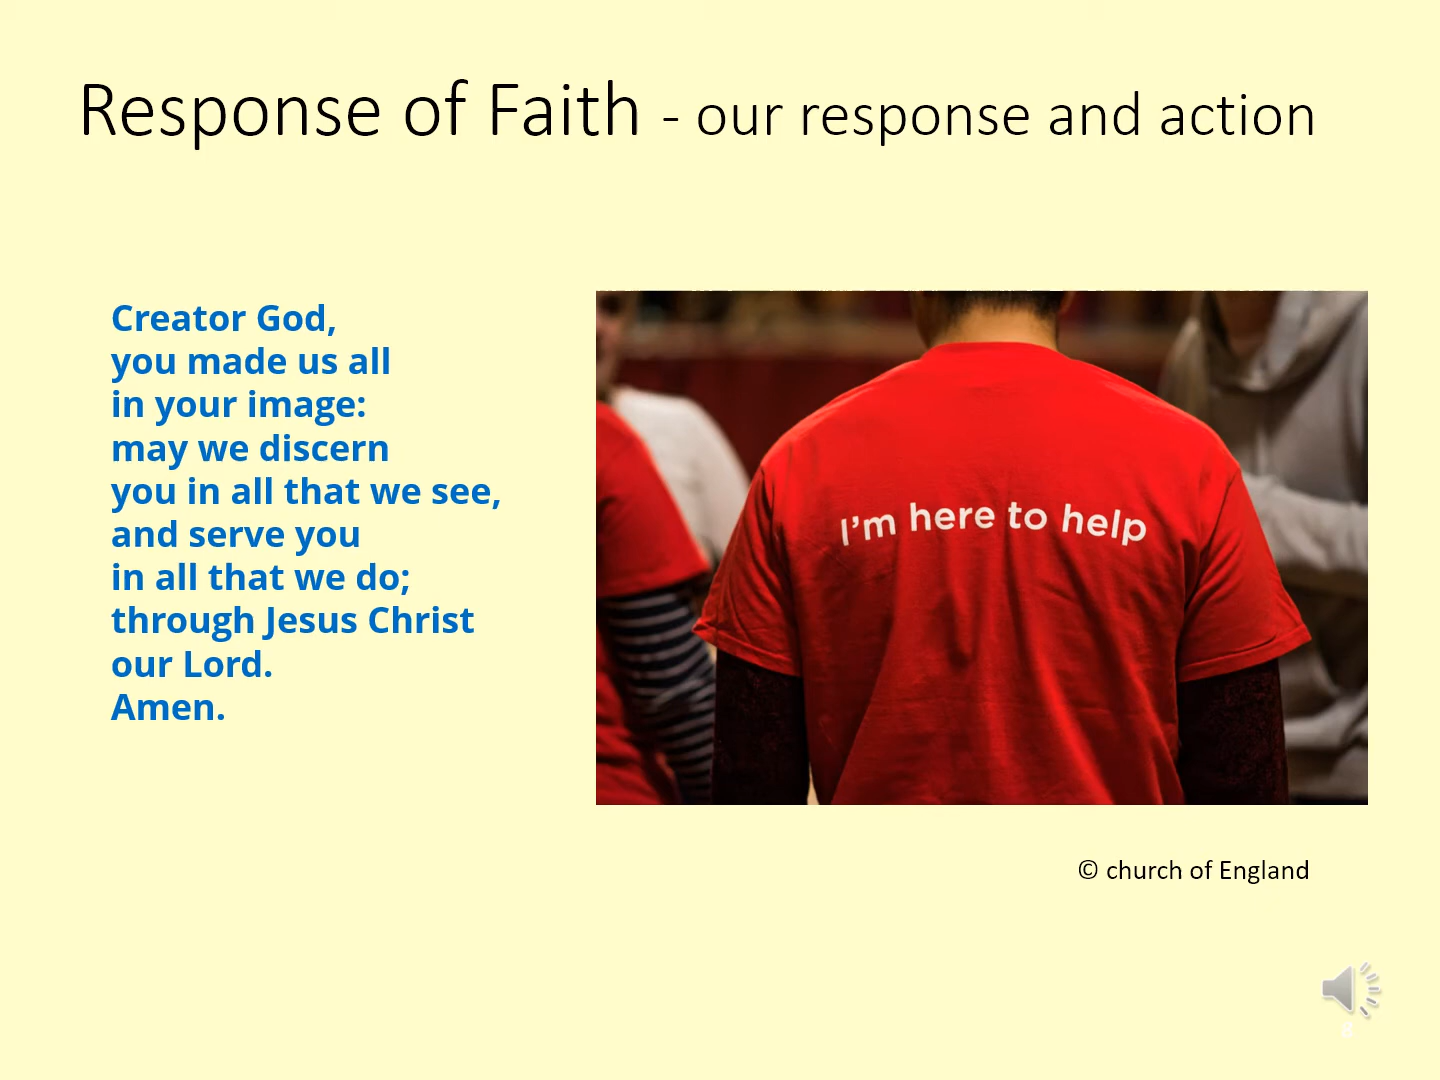 Response of Faith - our response and action
Creator God,
you made us all
in your image:
may we discern
you in all that we see,
and serve you
in all that we do;
through Jesus Christ
our Lord.
Amen.
I'm here to help
© church of England
8